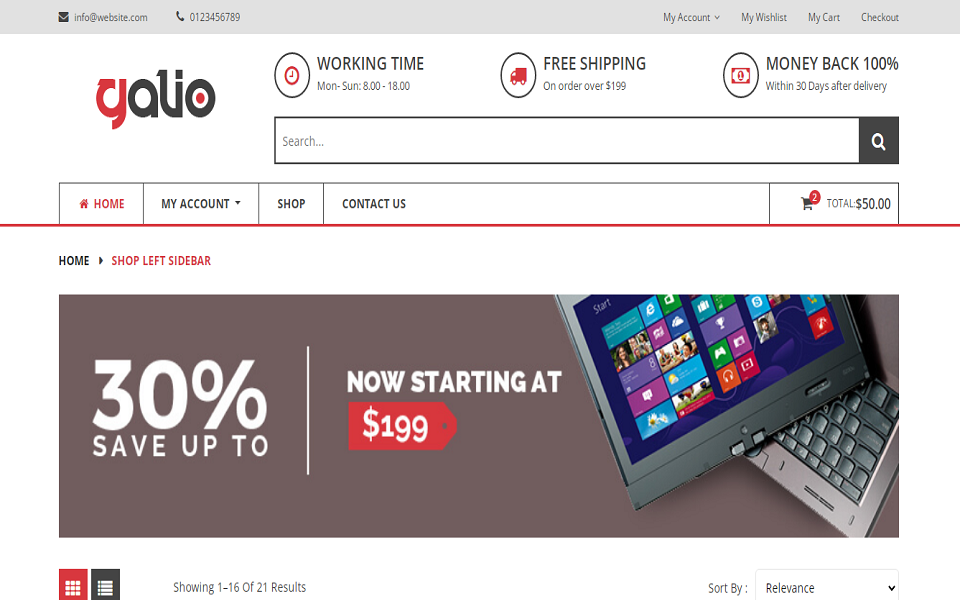 info@website.com
0123456789
My Account
My Wishlist
My Cart
Checkout
galio
WORKING TIME
Mon- Sun: 8.00 - 18.00
FREE SHIPPING
On order over $199
MONEY BACK 100%
Within 30 Days after delivery
Search...
HOME
MY ACCOUNT
SHOP
CONTACT US
2
TOTAL:$50.00
HOME
SHOP LEFT SIDEBAR
Start
30%
SAVE UP TO
NOW STARTING AT
$199
Showing 1–16 Of 21 Results
Sort By :
Relevance